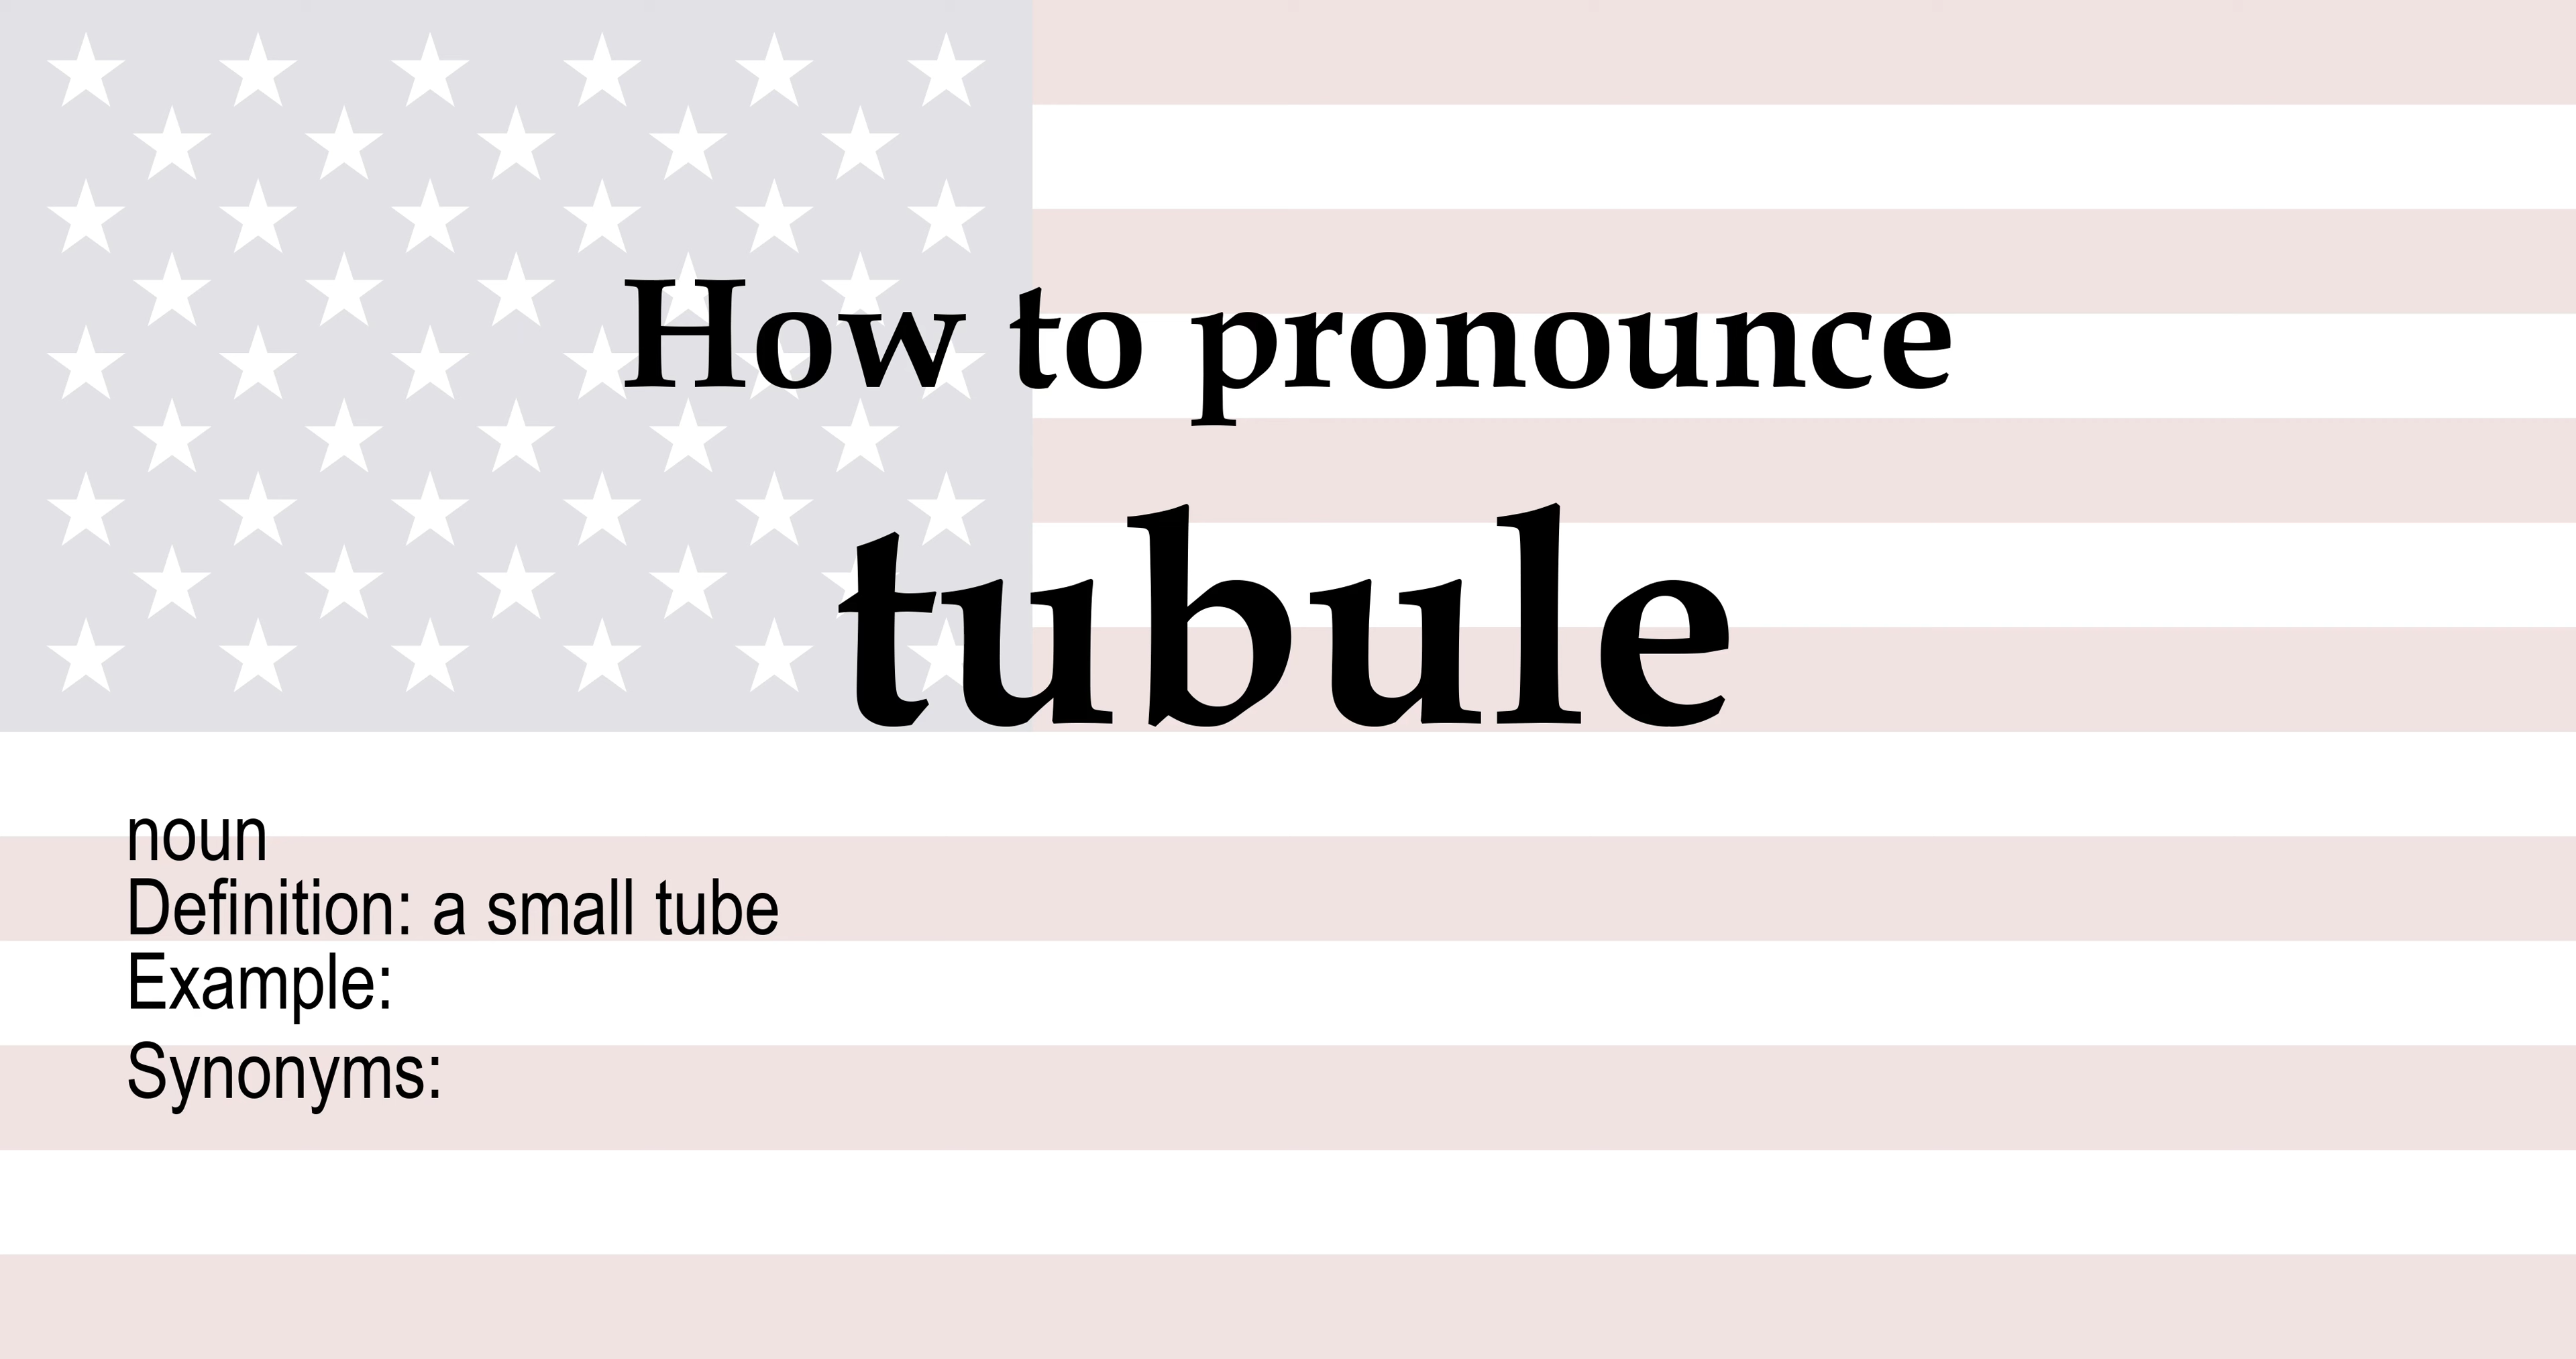 How to pronounce
tubule
noun
Definition: a small tube
Example:
Synonyms: